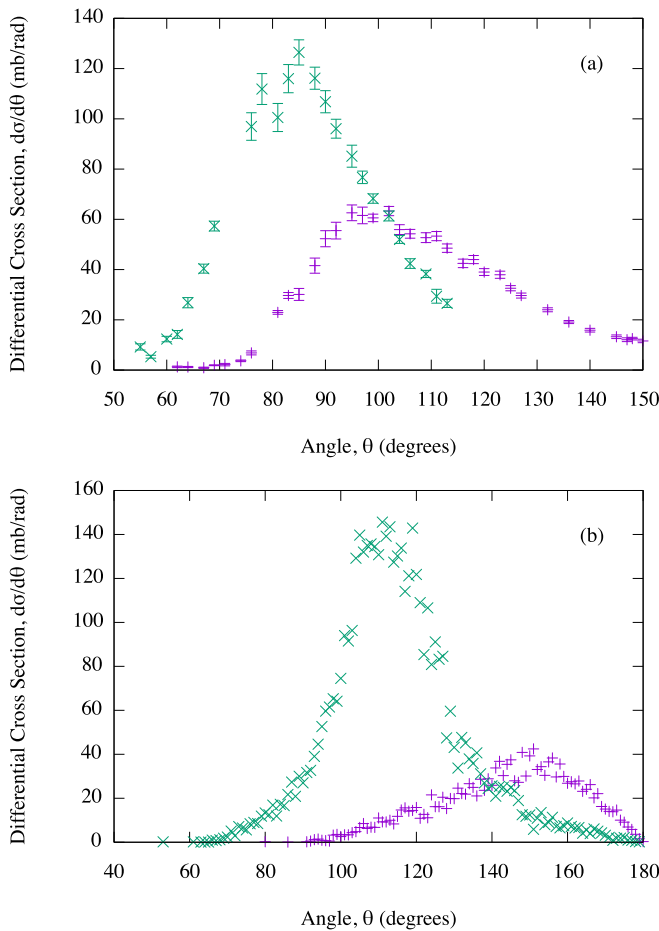 140
120
100
80
60
40
20
0
Differential Cross Section, dσ/dθ (mb/rad)
(a)
50 60 70 80 90 100 110 120 130 140 150
Angle, θ (degrees)
160
140
120
100
80
60
40
20
0
Differential Cross Section, dσ/dθ (mb/rad)
(b)
40 60 80 100 120 140 160 180
Angle, θ (degrees)